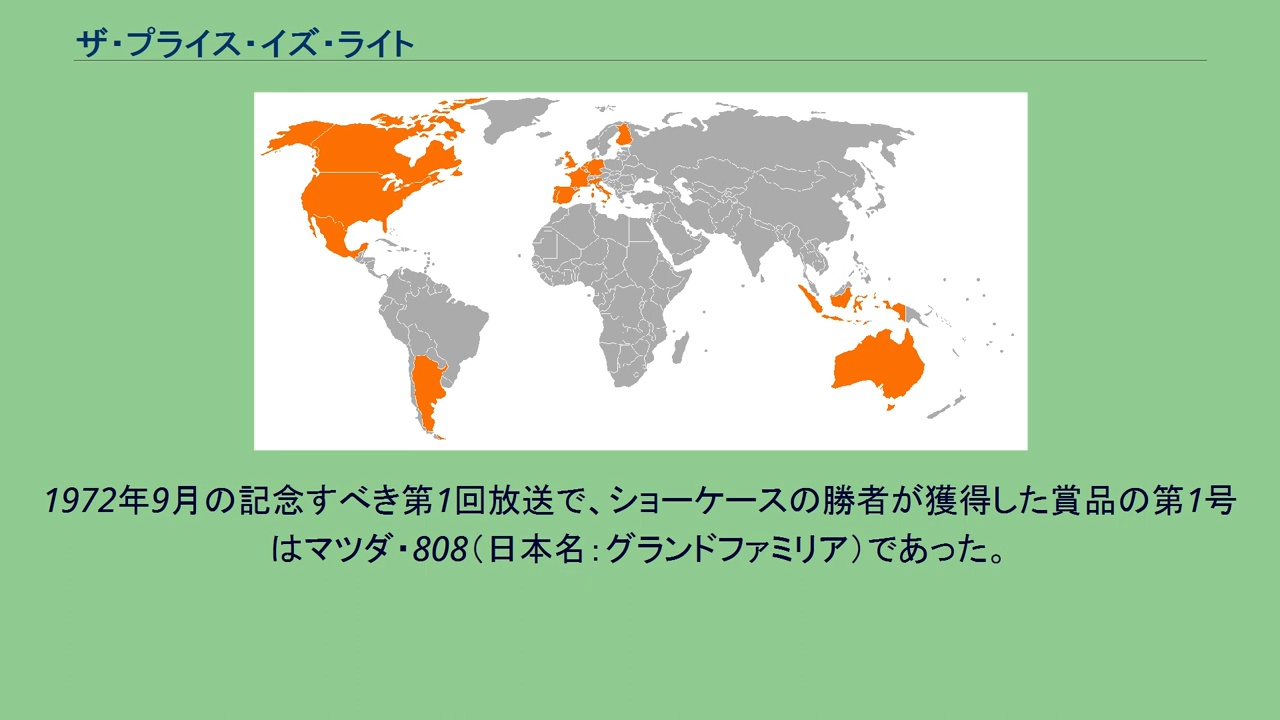 ザ・プライス・イズ・ライト
1972年9月の記念すべき第1回放送で、ショーケースの勝者が獲得した賞品の第1号
はマツダ・808（日本名：グランドファミリア）であった。